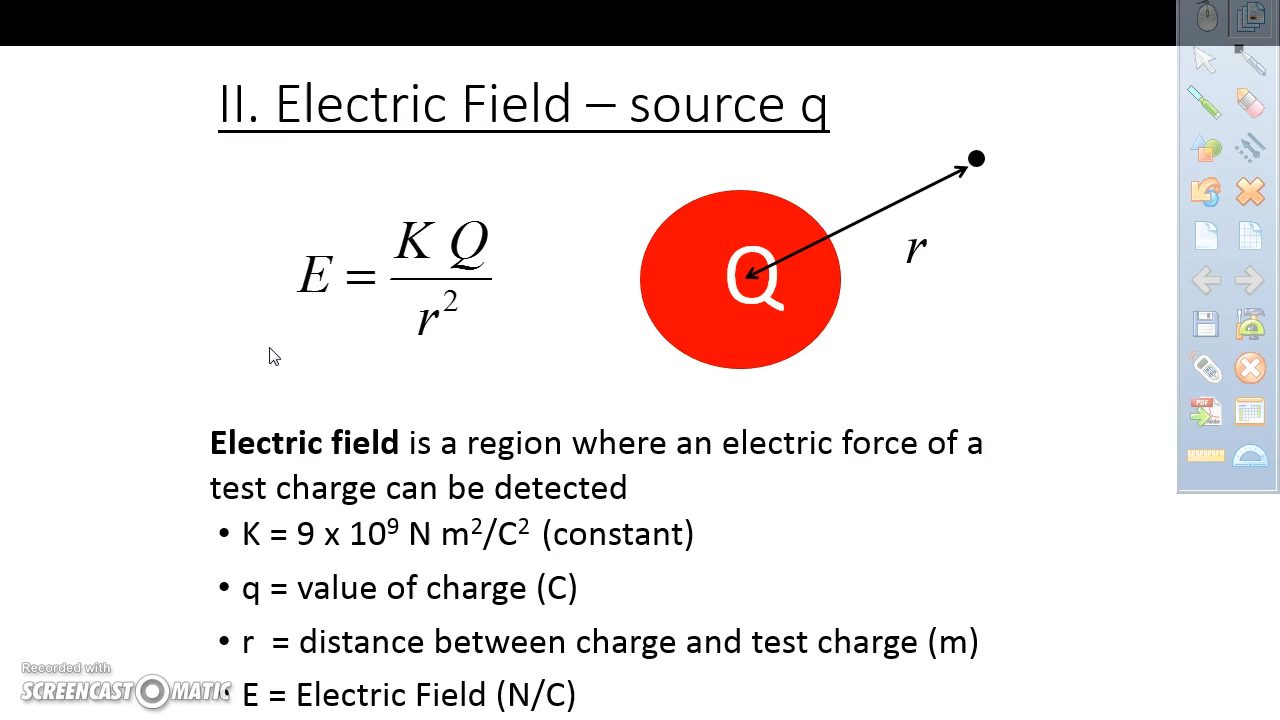 II. Electric Field – source q
E = K Q / r²
Q
r
Electric field is a region where an electric force of a
test charge can be detected
• K = 9 x 10⁹ N m²/C² (constant)
• q = value of charge (C)
• r = distance between charge and test charge (m)
• E = Electric Field (N/C)
Recorded with
SCREENCAST-O-MATIC
PDF
Adobe